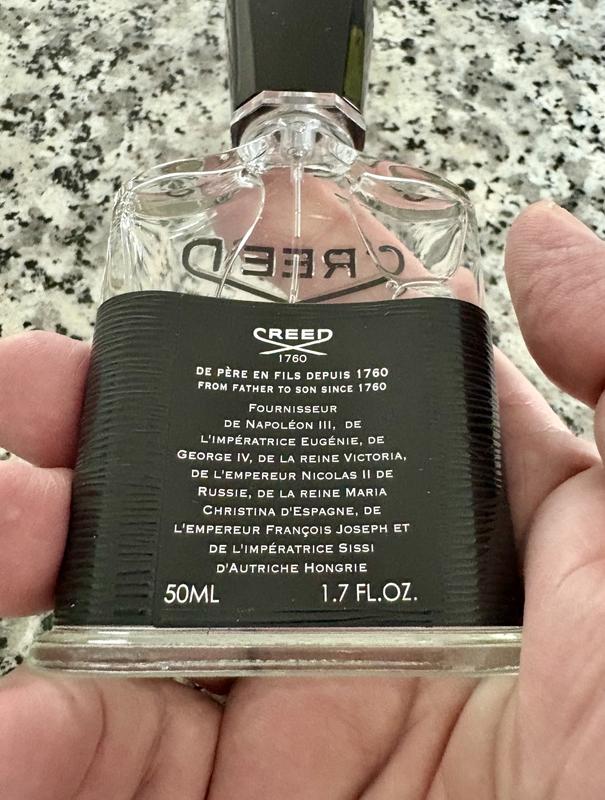 CREED
CREED
1760
DE PÈRE EN FILS DEPUIS 1760
FROM FATHER TO SON SINCE 1760
FOURNISSEUR
DE NAPOLÉON III, DE
L'IMPÉRATRICE EUGÉNIE, DE
GEORGE IV, DE LA REINE VICTORIA,
DE L'EMPEREUR NICOLAS II DE
RUSSIE, DE LA REINE MARIA
CHRISTINA D'ESPAGNE, DE
L'EMPEREUR FRANÇOIS JOSEPH ET
DE L'IMPÉRATRICE SISSI
D'AUTRICHE HONGRIE
50ML 1.7 FL.OZ.